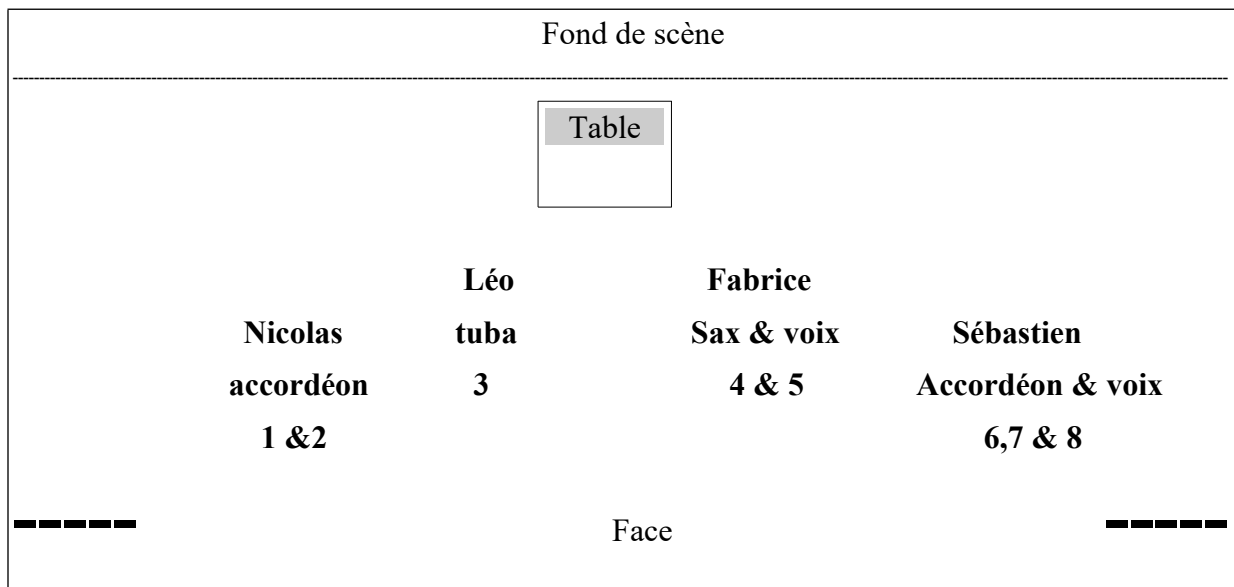 Fond de scène
Table
Léo
Fabrice
Nicolas
tuba
Sax & voix
Sébastien
accordéon
3
4 & 5
Accordéon & voix
1 &2
6,7 & 8
Face